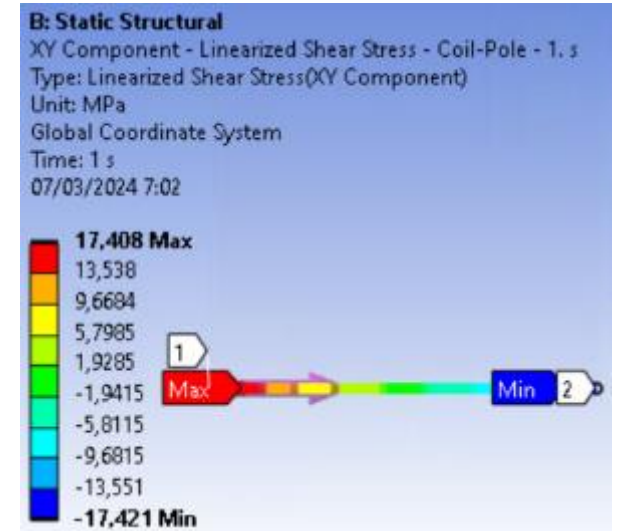 B: Static Structural
XY Component - Linearized Shear Stress - Coil-Pole - 1. s
Type: Linearized Shear Stress(XY Component)
Unit: MPa
Global Coordinate System
Time: 1 s
07/03/2024 7:02
17,408 Max
13,538
9,6684
5,7985
1,9285
-1,9415
-5,8115
-9,6815
-13,551
-17,421 Min
1
Max
Min
2